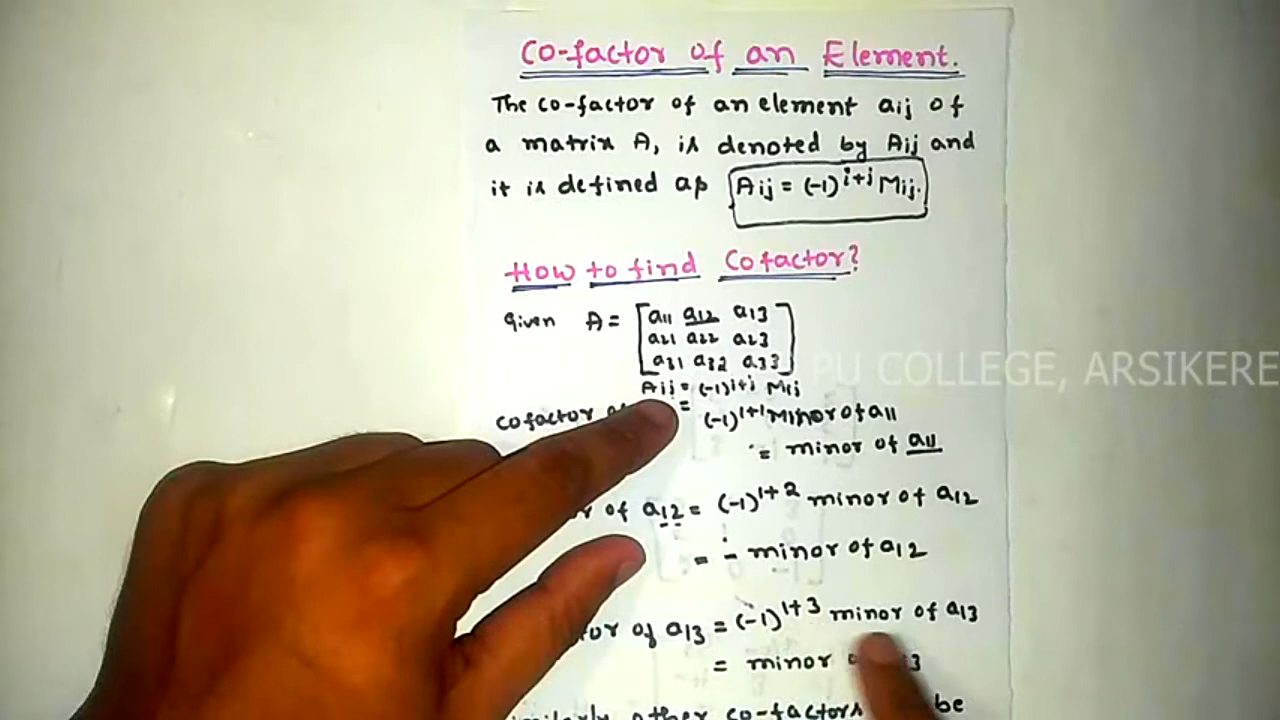 Co-factor of an Element.
The co-factor of an element aij of
a matrix A, is denoted by Aij and
it is defined as Aij = (-1)^i+j Mij.
How to find Cofactor?
Given A = [a11 a12 a13
a21 a22 a23
a31 a32 a33]
PU COLLEGE, ARSIKERE
Aij = (-1)^i+j Mij
cofactor = (-1)^1+1 Minor of a11
= minor of a11
of a12 = (-1)^1+2 minor of a12
= - minor of a12
of a13 = (-1)^1+3 minor of a13
= minor
other co-factors be